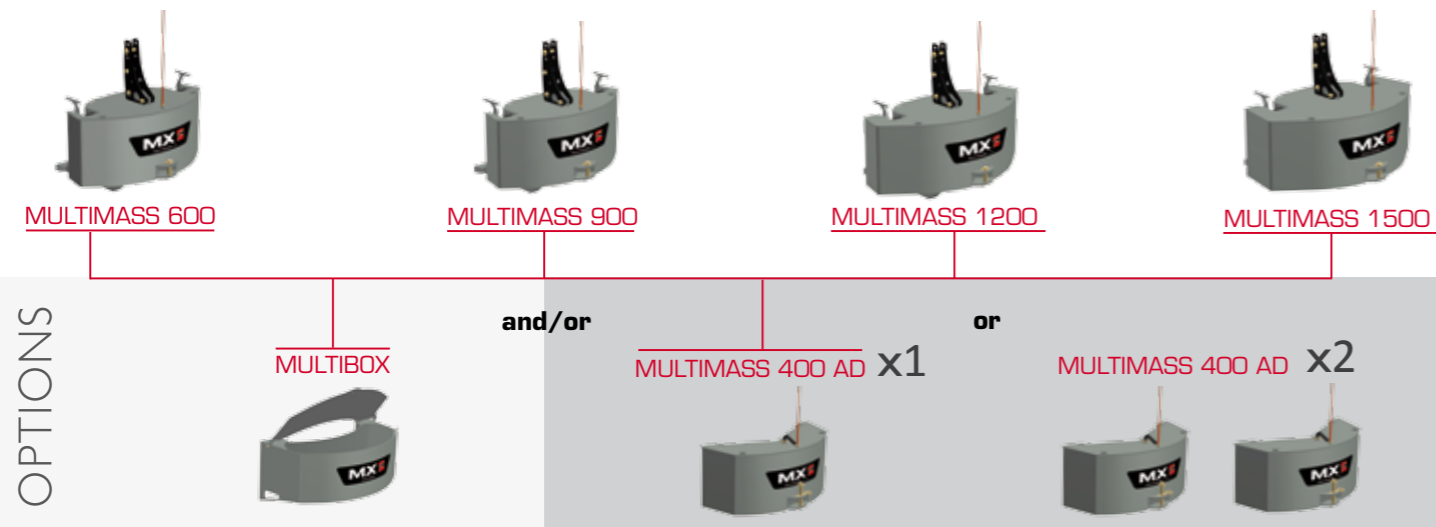 MX
MX
MX
MX
MULTIMASS 600
MULTIMASS 900
MULTIMASS 1200
MULTIMASS 1500
OPTIONS
and/or
or
MULTIBOX
MULTIMASS 400 AD x1
MULTIMASS 400 AD x2
MX
MX
MX
MX